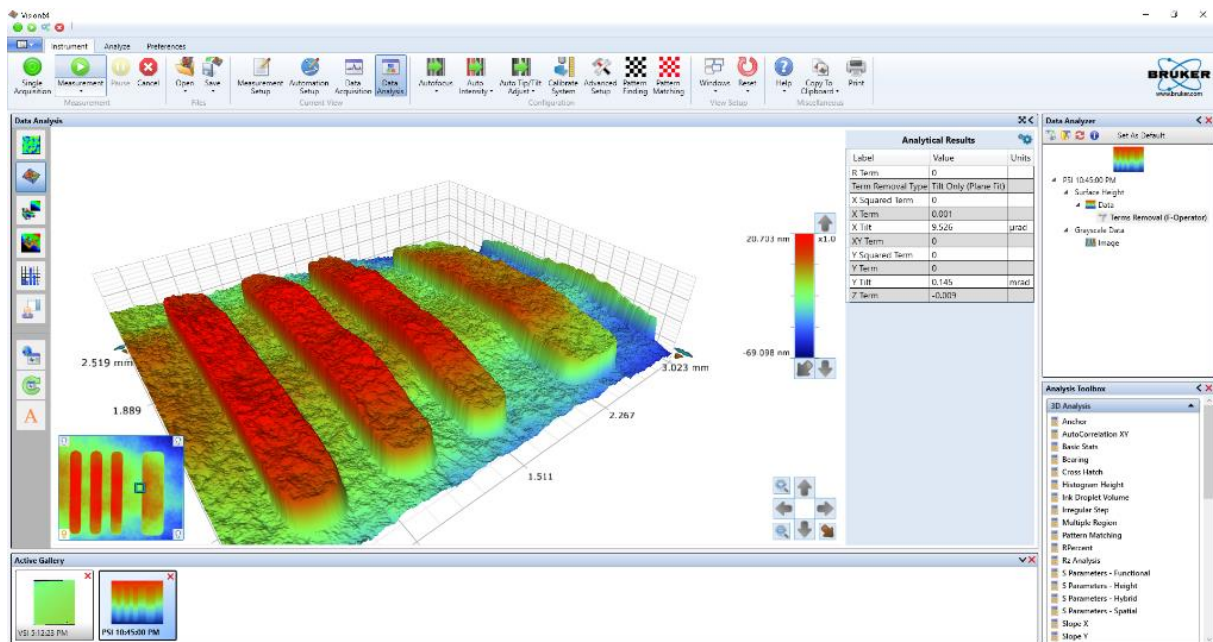 Vision64
Instrument Analyze Preferences
Single Acquisition Measurement Pause Cancel Open Save Measurement Setup Automation Setup Data Acquisition Data Analysis Autofocus Auto Intensity Auto Tip/Tilt Adjust Calibrate System Advanced Setup Pattern Finding Pattern Matching Windows Reset Help Copy To Clipboard Print
Measurement Files Current View Configuration View Setup Miscellaneous
BRUKER
www.bruker.com
Data Analysis
Analytical Results
Label Value Units
R Term 0
Term Removal Type Tilt Only (Plane Fit)
X Squared Term 0
X Term 0.001
X Tilt 9.526 µrad
XY Term 0
Y Squared Term 0
Y Term 0
Y Tilt 0.145 mrad
Z Term -0.009
20.703 nm
x1.0
-69.098 nm
2.519 mm
1.889
3.023 mm
2.267
1.511
A
Data Analyzer
Set As Default
PSI 10:45:00 PM
Surface Height
Data
Terms Removal (F-Operator)
Grayscale Data
Image
Analysis Toolbox
3D Analysis
Anchor
AutoCorrelation XY
Basic Stats
Bearing
Cross Hatch
Histogram Height
Ink Droplet Volume
Irregular Step
Multiple Region
Pattern Matching
RPercent
Rz Analysis
S Parameters - Functional
S Parameters - Height
S Parameters - Hybrid
S Parameters - Spatial
Slope X
Slope Y
Active Gallery
VSI 5:12:23 PM
PSI 10:45:00 PM